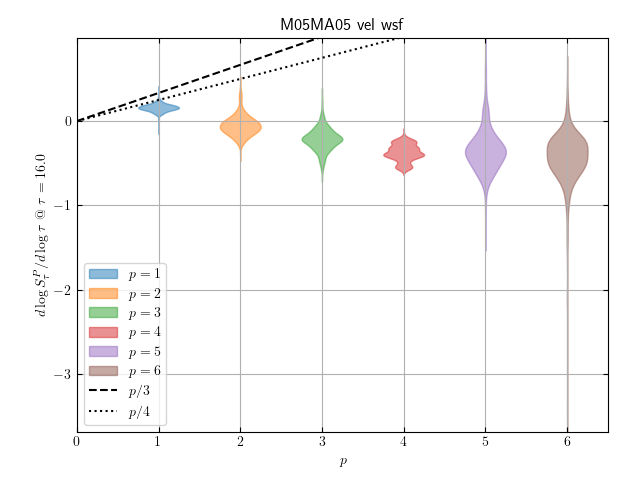 M05MA05 vel wsf
d log S_τ^P / d log τ @ τ = 16.0
0
−1
−2
−3
p = 1
p = 2
p = 3
p = 4
p = 5
p = 6
p/3
p/4
0 1 2 3 4 5 6
p